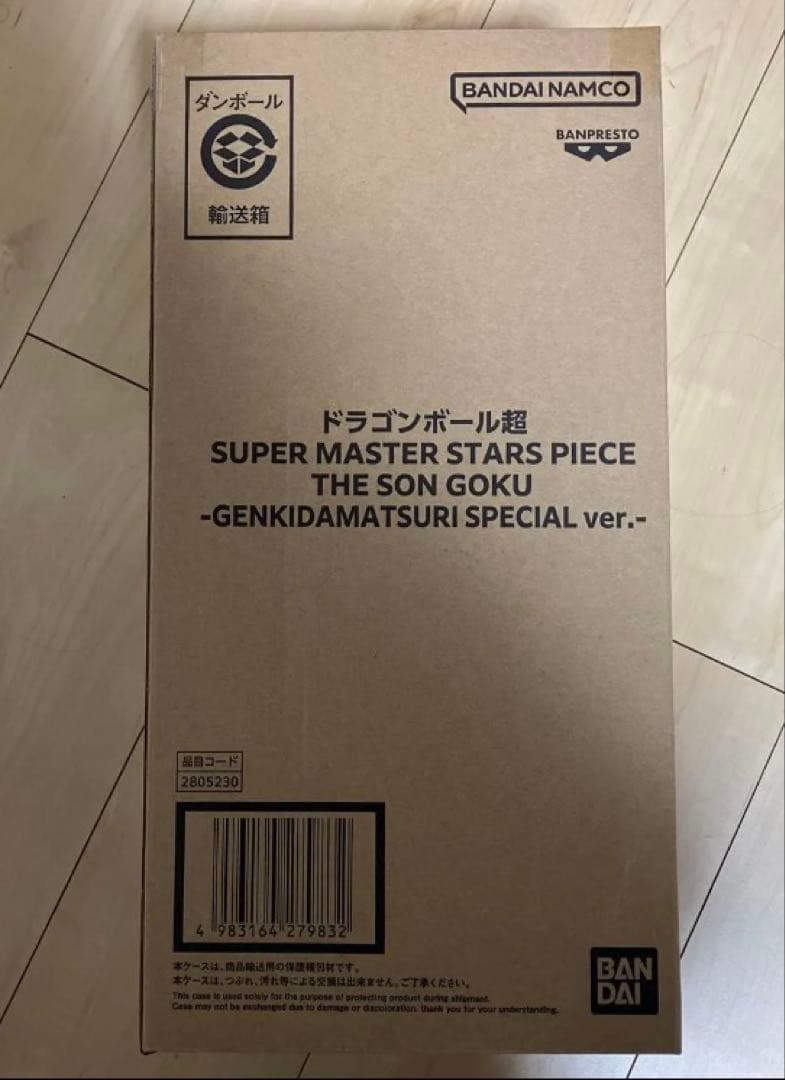 ダンボール
輸送箱
BANDAI NAMCO
BANPRESTO
ドラゴンボール超
SUPER MASTER STARS PIECE
THE SON GOKU
-GENKIDAMATSURI SPECIAL ver.-
品目コード
2805230
4 983164 279832
本ケースは、商品輸送用の保護梱包材です。
本ケースは、つぶれ、汚れ等による交換は出来ません。ご了承ください。
This case is used solely for the purpose of protecting product during shipment.
Case may not be exchanged due to damage or discoloration. thank you for your understanding.
BAN
DAI